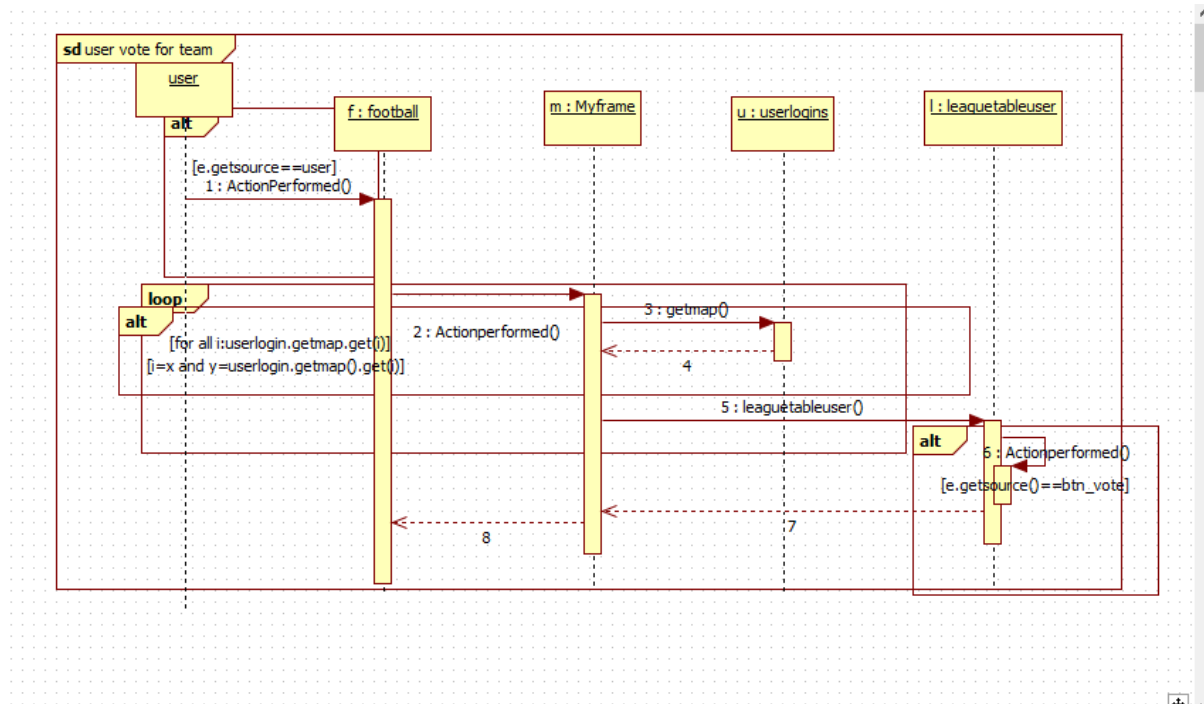 sd user vote for team
user
f : football
m : Myframe
u : userlogins
l : leaguetableuser
alt
[e.getsource==user]
1 : ActionPerformed()
loop
alt
3 : getmap()
2 : Actionperformed()
[for all i:userlogin.getmap.get(i)]
[i=x and y=userlogin.getmap().get(i)]
4
5 : leaguetableuser()
alt
6 : Actionperformed()
[e.getsource()==btn_vote]
7
8